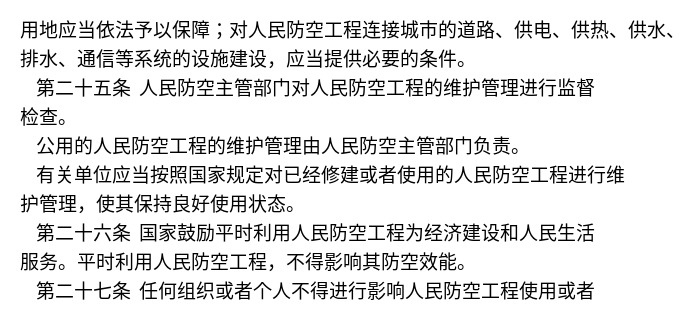 用地应当依法予以保障；对人民防空工程连接城市的道路、供电、供热、供水、
排水、通信等系统的设施建设，应当提供必要的条件。
第二十五条 人民防空主管部门对人民防空工程的维护管理进行监督
检查。
公用的人民防空工程的维护管理由人民防空主管部门负责。
有关单位应当按照国家规定对已经修建或者使用的人民防空工程进行维
护管理，使其保持良好使用状态。
第二十六条 国家鼓励平时利用人民防空工程为经济建设和人民生活
服务。平时利用人民防空工程，不得影响其防空效能。
第二十七条 任何组织或者个人不得进行影响人民防空工程使用或者